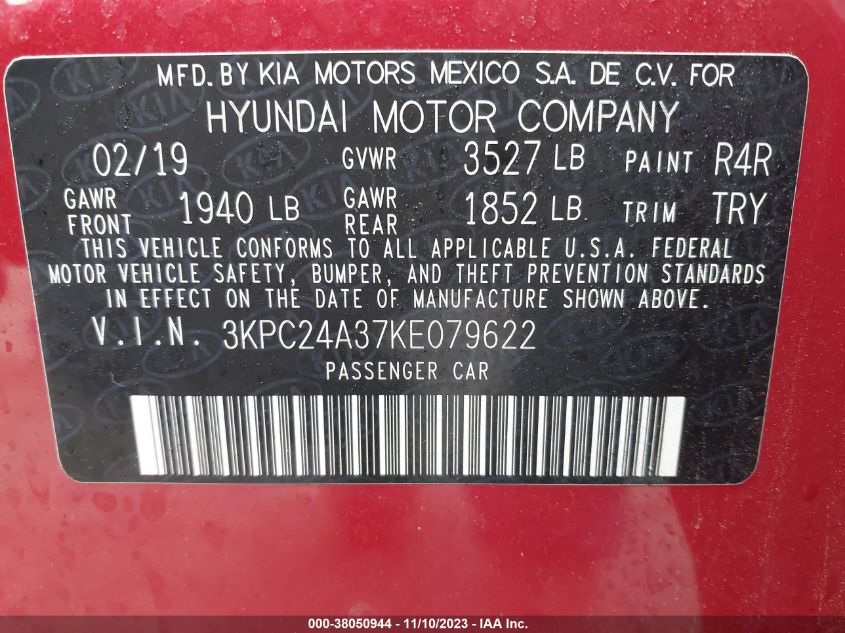 MFD. BY KIA MOTORS MEXICO S.A. DE C.V. FOR
HYUNDAI MOTOR COMPANY
02/19 GVWR 3527 LB PAINT R4R
GAWR FRONT 1940 LB GAWR REAR 1852 LB TRIM TRY
THIS VEHICLE CONFORMS TO ALL APPLICABLE U.S.A. FEDERAL
MOTOR VEHICLE SAFETY, BUMPER, AND THEFT PREVENTION STANDARDS
IN EFFECT ON THE DATE OF MANUFACTURE SHOWN ABOVE.
V.I.N. 3KPC24A37KE079622
PASSENGER CAR
000-38050944 - 11/10/2023 - IAA Inc.